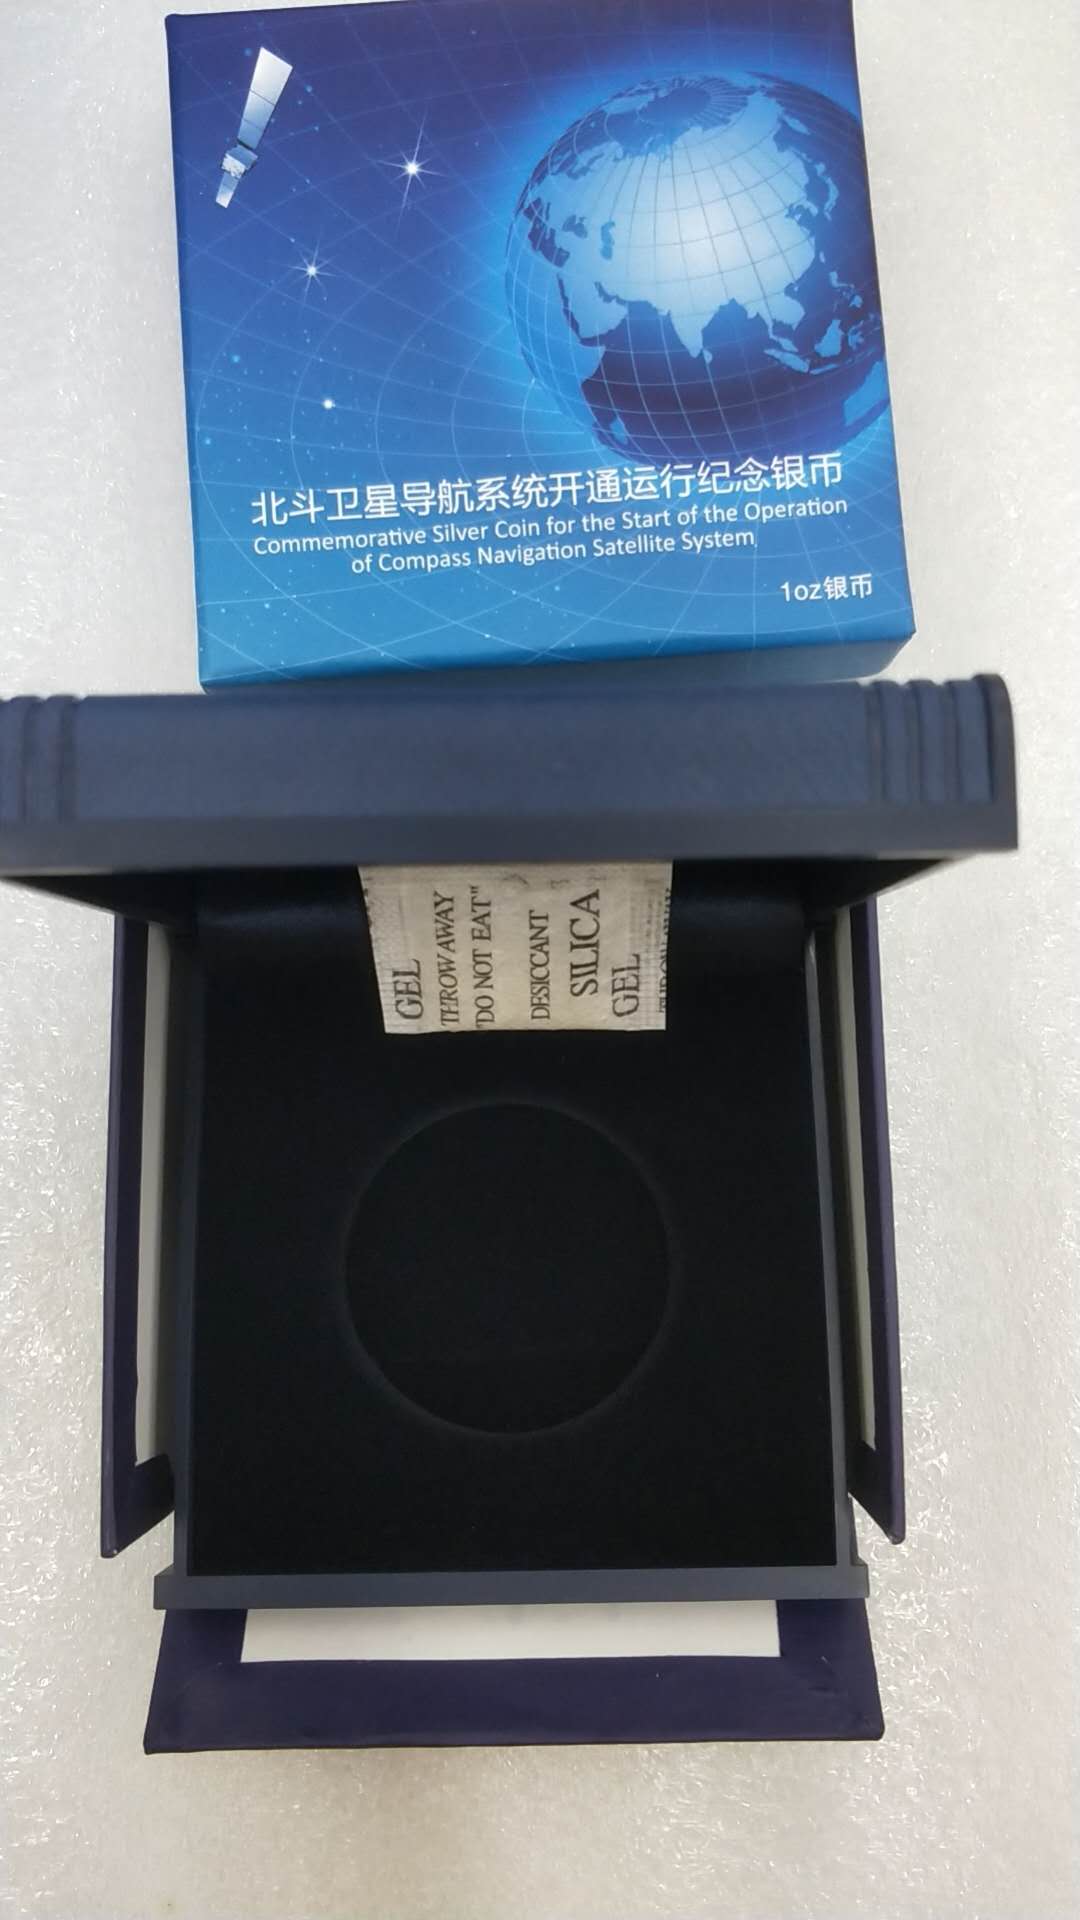 北斗卫星导航系统开通运行纪念银币
Commemorative Silver Coin for the Start of the Operation
of Compass Navigation Satellite System
1oz银币
GEL
THROW AWAY
"DO NOT EAT"
DESICCANT
SILICA
GEL